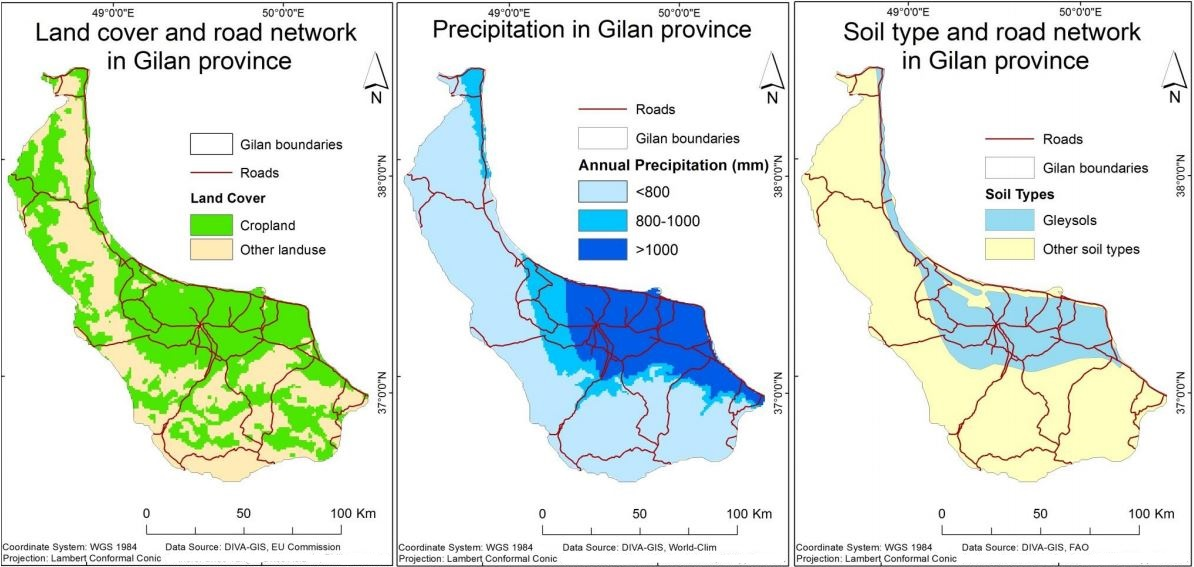 49°0'0"E
50°0'0"E
Land cover and road network
in Gilan province
N
Gilan boundaries
Roads
Land Cover
Cropland
Other landuse
38°0'0"N
37°0'0"N
0
50
100 Km
Coordinate System: WGS 1984
Data Source: DIVA-GIS, EU Commission
Projection: Lambert Conformal Conic
49°0'0"E
50°0'0"E
Precipitation in Gilan province
N
Roads
Gilan boundaries
Annual Precipitation (mm)
<800
800-1000
>1000
38°0'0"N
37°0'0"N
0
50
100 Km
Coordinate System: WGS 1984
Data Source: DIVA-GIS, World-Clim
Projection: Lambert Conformal Conic
49°0'0"E
50°0'0"E
Soil type and road network
in Gilan province
N
Roads
Gilan boundaries
Soil Types
Gleysols
Other soil types
38°0'0"N
37°0'0"N
0
50
100 Km
Coordinate System: WGS 1984
Data Source: DIVA-GIS, FAO
Projection: Lambert Conformal Conic